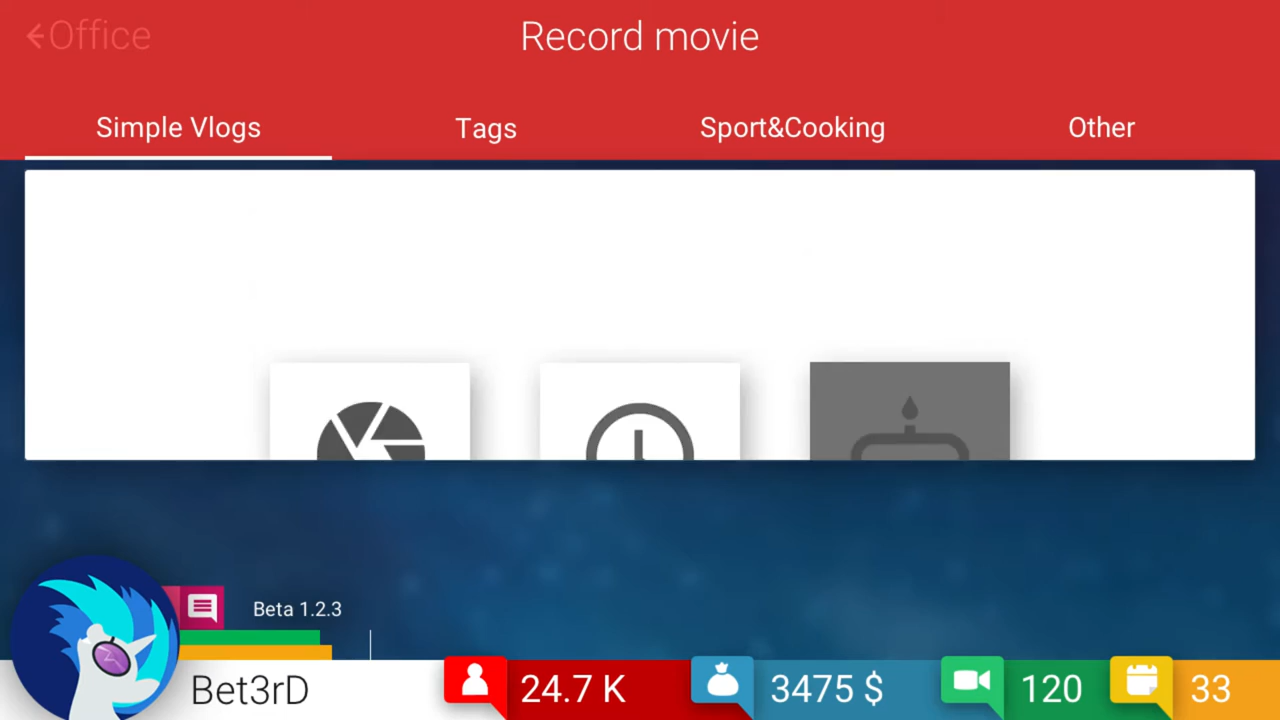 Office
Record movie
Simple Vlogs
Tags
Sport&Cooking
Other
Beta 1.2.3
Bet3rD
24.7 K
3475 $
120
33